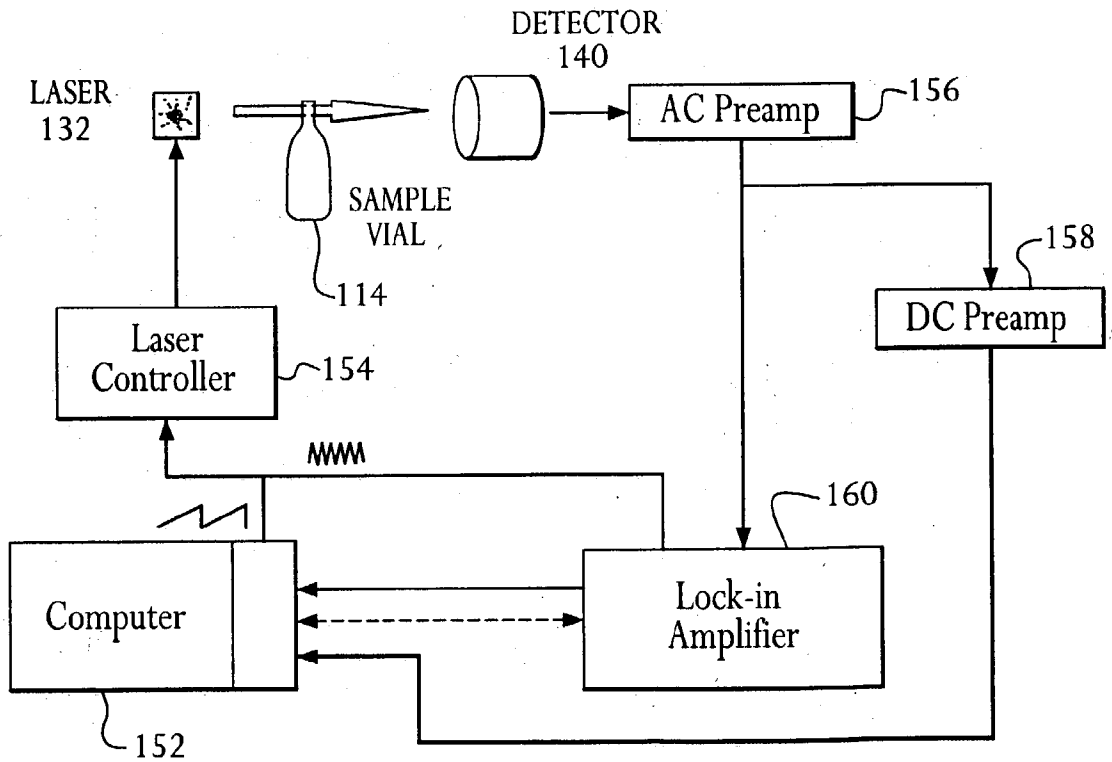 DETECTOR
140
LASER
132
AC Preamp
156
SAMPLE
VIAL
114
158
DC Preamp
Laser
Controller
154
160
Computer
Lock-in
Amplifier
152